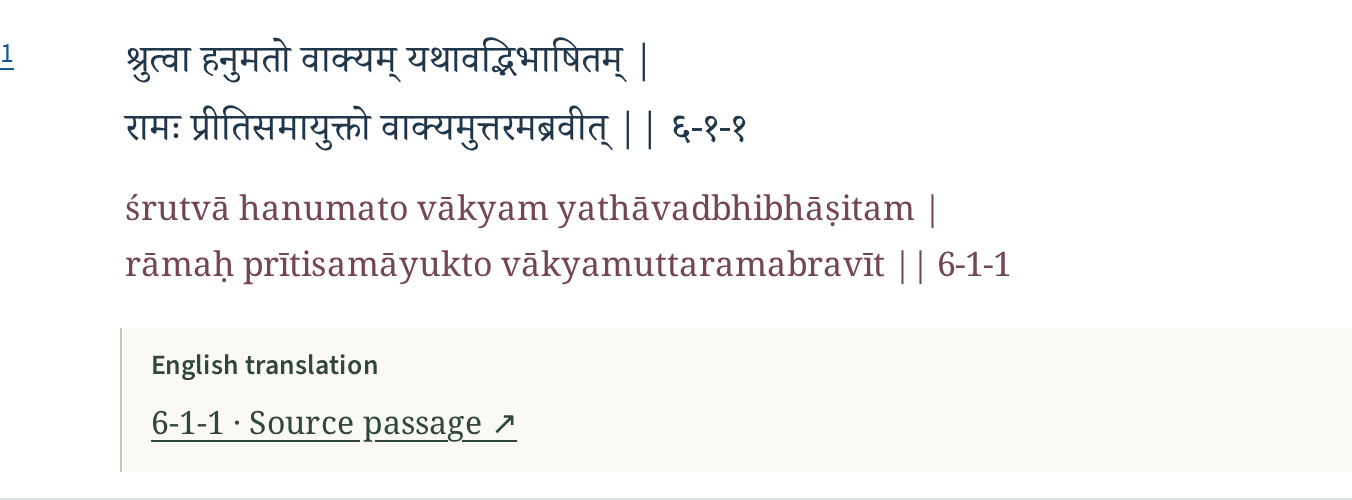 1
श्रुत्वा हनुमतो वाक्यम् यथावद्भिभाषितम् |
रामः प्रीतिसमायुक्तो वाक्यमुत्तरमब्रवीत् || ६-१-१
śrutvā hanumato vākyam yathāvadbhibhāṣitam |
rāmaḥ prītisamāyukto vākyamuttaramabravīt || 6-1-1
English translation
6-1-1 · Source passage ↗